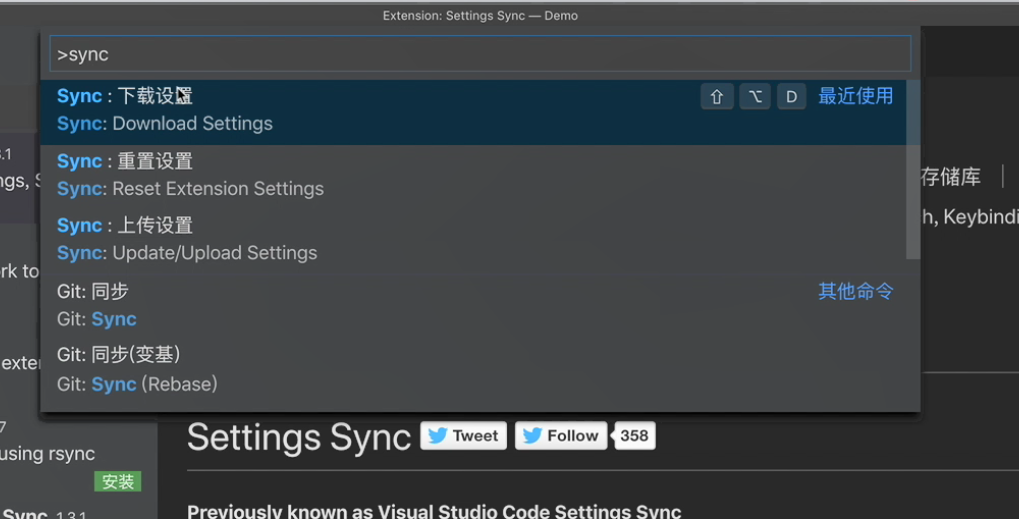 Extension: Settings Sync — Demo
>sync
Sync : 下载设置 ⇧ ⌥ D 最近使用
Sync: Download Settings
Sync : 重置设置
Sync: Reset Extension Settings
Sync : 上传设置
Sync: Update/Upload Settings
Git: 同步 其他命令
Git: Sync
Git: 同步(变基)
Git: Sync (Rebase)
.1
ngs, S
rk to
exter
7
using rsync
安装
Sync 1.3.1
存储库
h, Keybindi
Settings Sync Tweet Follow 358
Previously known as Visual Studio Code Settings Sync